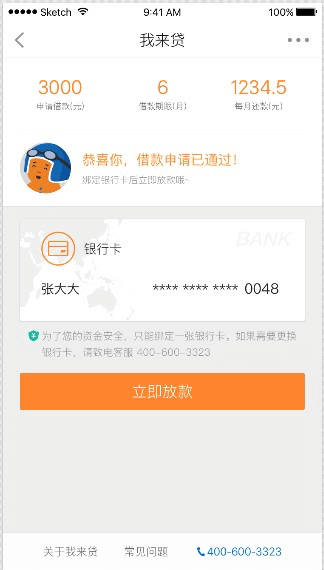 Sketch 9:41 AM 100%
我来贷
3000 6 1234.5
申请借款(元) 借款期限(月) 每月还款(元)
恭喜你，借款申请已通过！
绑定银行卡后立即放款哦~
BANK
银行卡
张大大 **** **** **** 0048
为了您的资金安全，只能绑定一张银行卡。如果需要更换
银行卡，请致电客服 400-600-3323
立即放款
关于我来贷 常见问题 400-600-3323